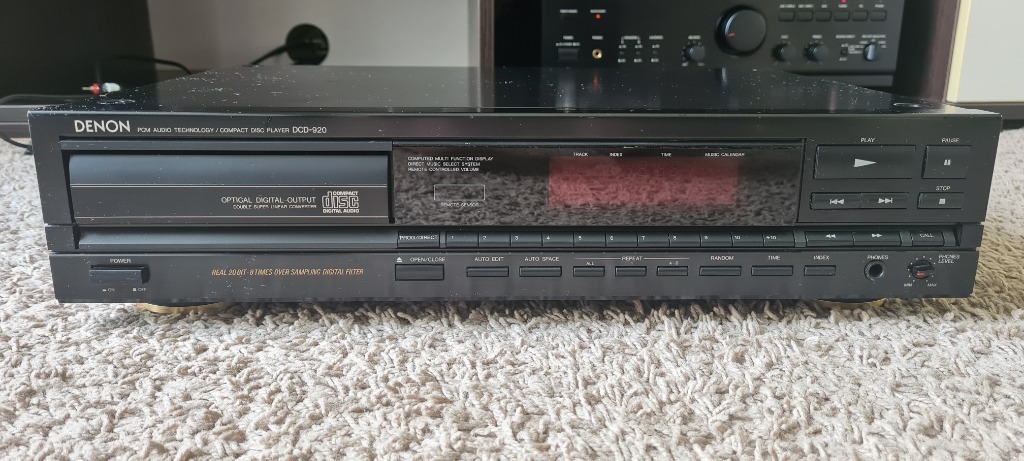 DENON PCM AUDIO TECHNOLOGY / COMPACT DISC PLAYER DCD-920
OPTICAL DIGITAL OUTPUT
DOUBLE SUPER LINEAR CONVERTER
COMPACT
disc
DIGITAL AUDIO
COMPUTED MULTI FUNCTION DISPLAY
DIRECT MUSIC SELECT SYSTEM
REMOTE CONTROLLED VOLUME
REMOTE SENSOR
TRACK INDEX TIME MUSIC CALENDAR
PLAY PAUSE
STOP
PROG/DIRECT 1 2 3 4 5 6 7 8 9 10 +10 CALL
POWER
ON OFF
REAL 20 BIT • 8 TIMES OVER SAMPLING DIGITAL FILTER
OPEN/CLOSE AUTO EDIT AUTO SPACE REPEAT RANDOM TIME INDEX
ALL A-B
PHONES PHONES LEVEL
MIN MAX